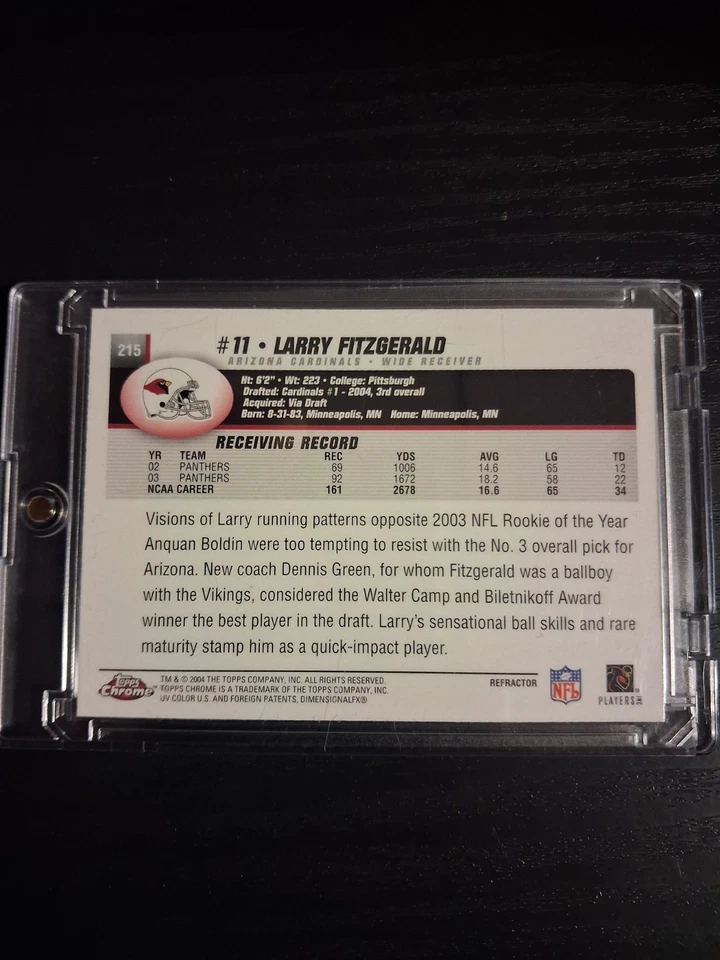 215
#11 • LARRY FITZGERALD
ARIZONA CARDINALS • WIDE RECEIVER
Ht: 6'2" • Wt: 223 • College: Pittsburgh
Drafted: Cardinals #1 - 2004, 3rd overall
Acquired: Via Draft
Born: 8-31-83, Minneapolis, MN Home: Minneapolis, MN
RECEIVING RECORD
YR TEAM REC YDS AVG LG TD
02 PANTHERS 69 1006 14.6 65 12
03 PANTHERS 92 1672 18.2 58 22
NCAA CAREER 161 2678 16.6 65 34
Visions of Larry running patterns opposite 2003 NFL Rookie of the Year
Anquan Boldin were too tempting to resist with the No. 3 overall pick for
Arizona. New coach Dennis Green, for whom Fitzgerald was a ballboy
with the Vikings, considered the Walter Camp and Biletnikoff Award
winner the best player in the draft. Larry's sensational ball skills and rare
maturity stamp him as a quick-impact player.
Topps Chrome
TM & © 2004 THE TOPPS COMPANY, INC. ALL RIGHTS RESERVED.
TOPPS CHROME IS A TRADEMARK OF THE TOPPS COMPANY, INC.
UV COLOR U.S. AND FOREIGN PATENTS, DIMENSIONALFX®
REFRACTOR
NFL
PLAYERS